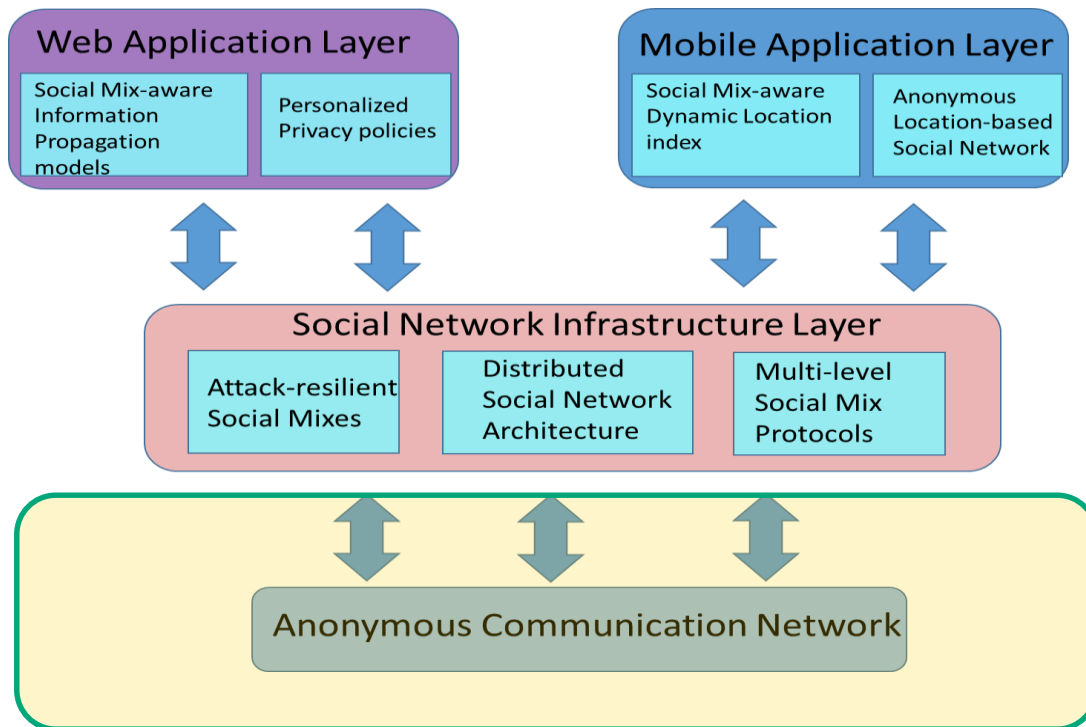 Web Application Layer
Social Mix-aware
Information
Propagation
models
Personalized
Privacy policies
Mobile Application Layer
Social Mix-aware
Dynamic Location
index
Anonymous
Location-based
Social Network
Social Network Infrastructure Layer
Attack-resilient
Social Mixes
Distributed
Social Network
Architecture
Multi-level
Social Mix
Protocols
Anonymous Communication Network